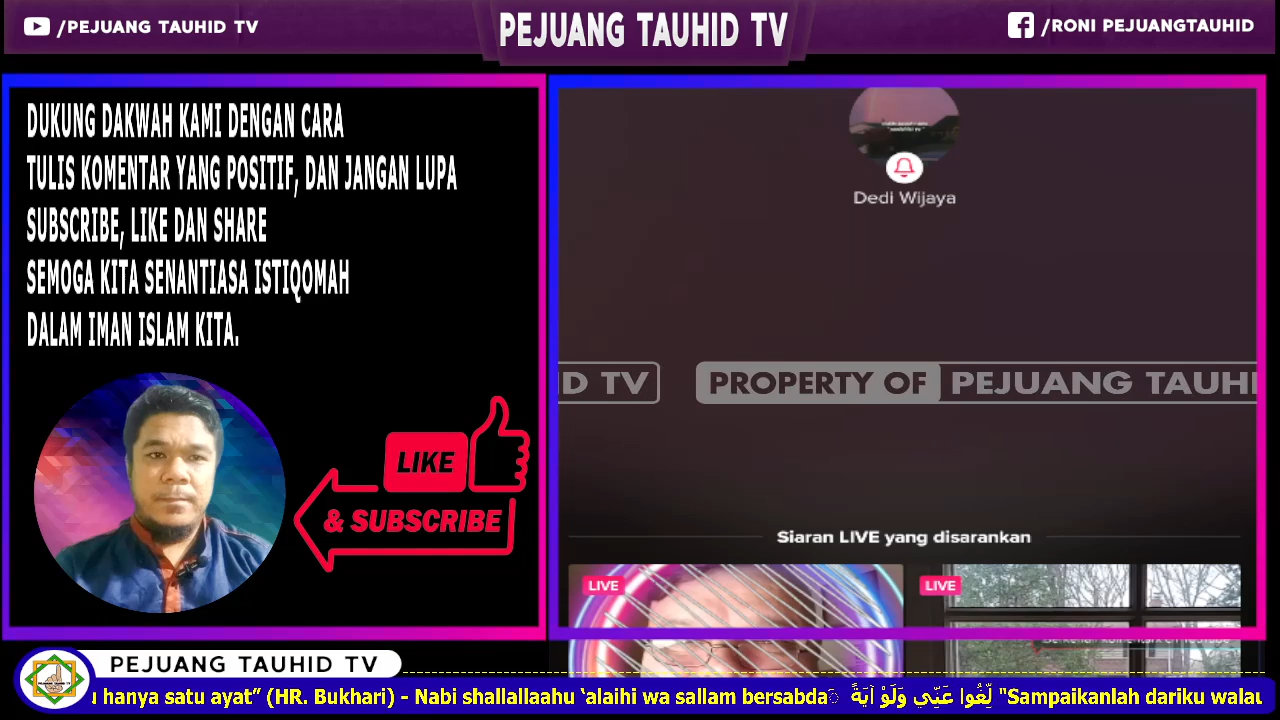 /PEJUANG TAUHID TV
PEJUANG TAUHID TV
/RONI PEJUANGTAUHID
DUKUNG DAKWAH KAMI DENGAN CARA
TULIS KOMENTAR YANG POSITIF, DAN JANGAN LUPA
SUBSCRIBE, LIKE DAN SHARE
SEMOGA KITA SENANTIASA ISTIQOMAH
DALAM IMAN ISLAM KITA.
LIKE
& SUBSCRIBE
Dedi Wijaya
D TV
PROPERTY OF PEJUANG TAUHI
Siaran LIVE yang disarankan
LIVE
LIVE
PEJUANG TAUHID TV
u hanya satu ayat” (HR. Bukhari) - Nabi shallallaahu ‘alaihi wa sallam bersabda لِّغُوا عَنِّي وَلَوْ آيَةً "Sampaikanlah dariku walau